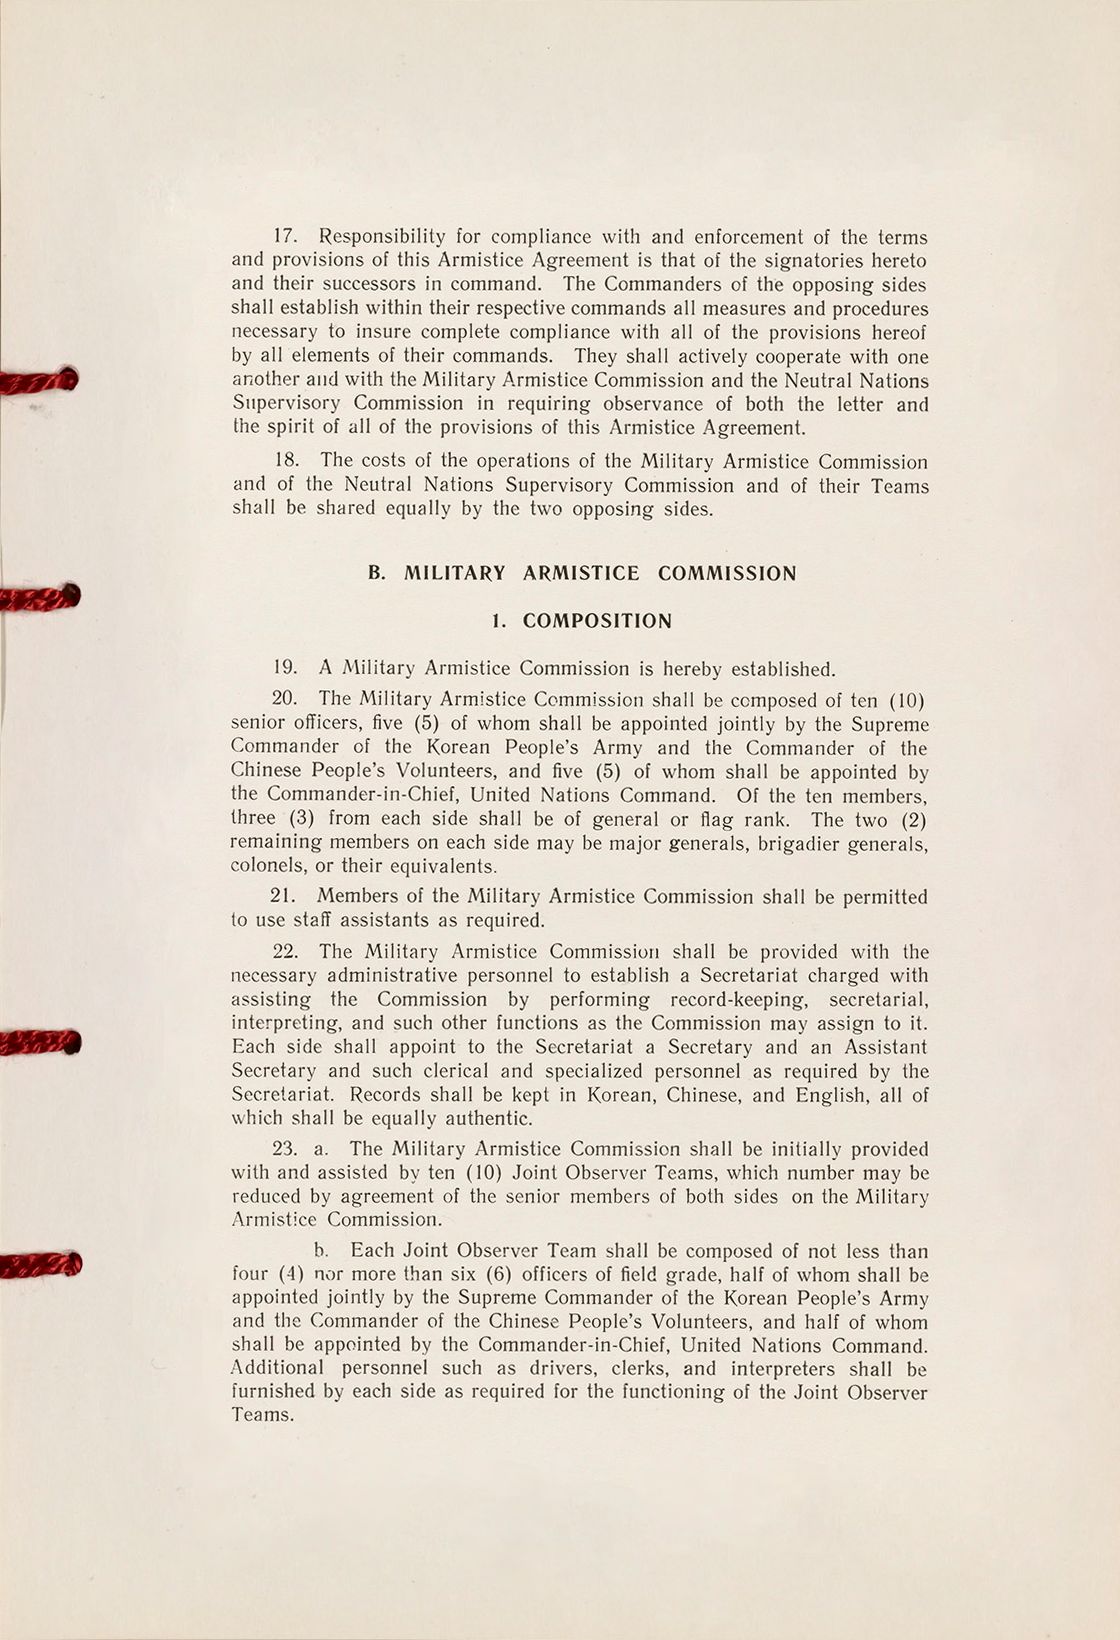 17. Responsibility for compliance with and enforcement of the terms
and provisions of this Armistice Agreement is that of the signatories hereto
and their successors in command. The Commanders of the opposing sides
shall establish within their respective commands all measures and procedures
necessary to insure complete compliance with all of the provisions hereof
by all elements of their commands. They shall actively cooperate with one
another and with the Military Armistice Commission and the Neutral Nations
Supervisory Commission in requiring observance of both the letter and
the spirit of all of the provisions of this Armistice Agreement.
18. The costs of the operations of the Military Armistice Commission
and of the Neutral Nations Supervisory Commission and of their Teams
shall be shared equally by the two opposing sides.
B. MILITARY ARMISTICE COMMISSION
1. COMPOSITION
19. A Military Armistice Commission is hereby established.
20. The Military Armistice Commission shall be composed of ten (10)
senior officers, five (5) of whom shall be appointed jointly by the Supreme
Commander of the Korean People's Army and the Commander of the
Chinese People's Volunteers, and five (5) of whom shall be appointed by
the Commander-in-Chief, United Nations Command. Of the ten members,
three (3) from each side shall be of general or flag rank. The two (2)
remaining members on each side may be major generals, brigadier generals,
colonels, or their equivalents.
21. Members of the Military Armistice Commission shall be permitted
to use staff assistants as required.
22. The Military Armistice Commission shall be provided with the
necessary administrative personnel to establish a Secretariat charged with
assisting the Commission by performing record-keeping, secretarial,
interpreting, and such other functions as the Commission may assign to it.
Each side shall appoint to the Secretariat a Secretary and an Assistant
Secretary and such clerical and specialized personnel as required by the
Secretariat. Records shall be kept in Korean, Chinese, and English, all of
which shall be equally authentic.
23. a. The Military Armistice Commission shall be initially provided
with and assisted by ten (10) Joint Observer Teams, which number may be
reduced by agreement of the senior members of both sides on the Military
Armistice Commission.
b. Each Joint Observer Team shall be composed of not less than
four (4) nor more than six (6) officers of field grade, half of whom shall be
appointed jointly by the Supreme Commander of the Korean People's Army
and the Commander of the Chinese People's Volunteers, and half of whom
shall be appointed by the Commander-in-Chief, United Nations Command.
Additional personnel such as drivers, clerks, and interpreters shall be
furnished by each side as required for the functioning of the Joint Observer
Teams.